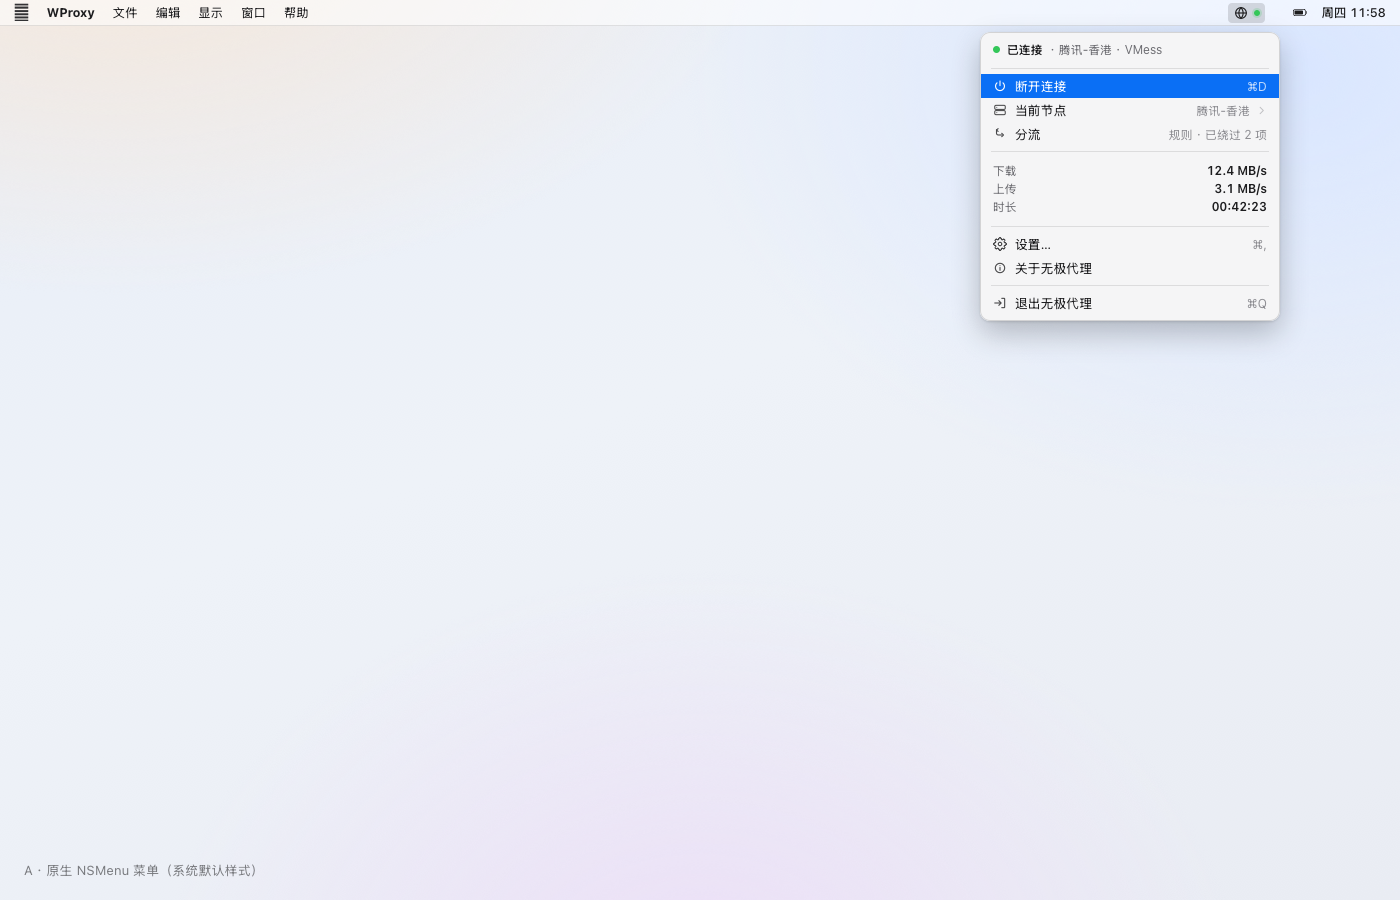 WProxy 文件 编辑 显示 窗口 帮助 周四 11:58
已连接 · 腾讯-香港 · VMess
断开连接 ⌘D
当前节点 腾讯-香港
分流 规则 · 已绕过 2 项
下载 12.4 MB/s
上传 3.1 MB/s
时长 00:42:23
设置... ⌘,
关于无极代理
退出无极代理 ⌘Q
A · 原生 NSMenu 菜单（系统默认样式）